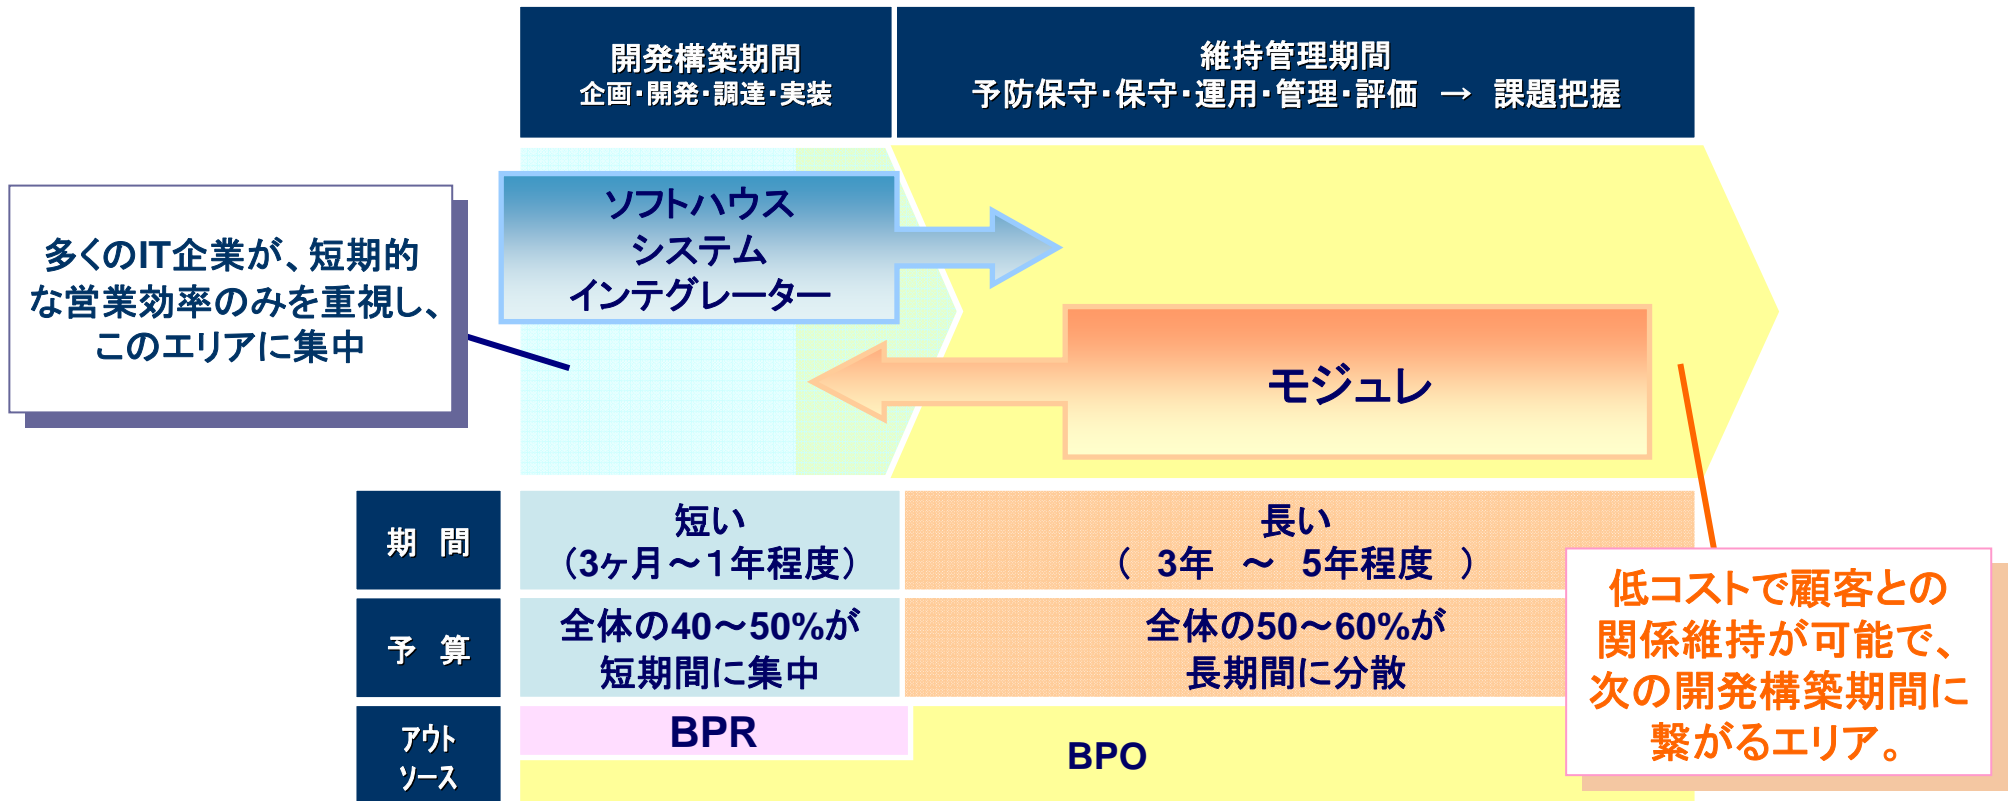 開発構築期間
企画・開発・調達・実装
維持管理期間
予防保守・保守・運用・管理・評価　→　課題把握
多くのIT企業が、短期的
な営業効率のみを重視し、
このエリアに集中
ソフトハウス
システム
インテグレーター
モジュレ
期　間
短い
（3ヶ月～１年程度）
長い
（　3年　～　5年程度　）
予　算
全体の40～50%が
短期間に集中
全体の50～60%が
長期間に分散
アウト
ソース
BPR
BPO
低コストで顧客との
関係維持が可能で、
次の開発構築期間に
繋がるエリア。